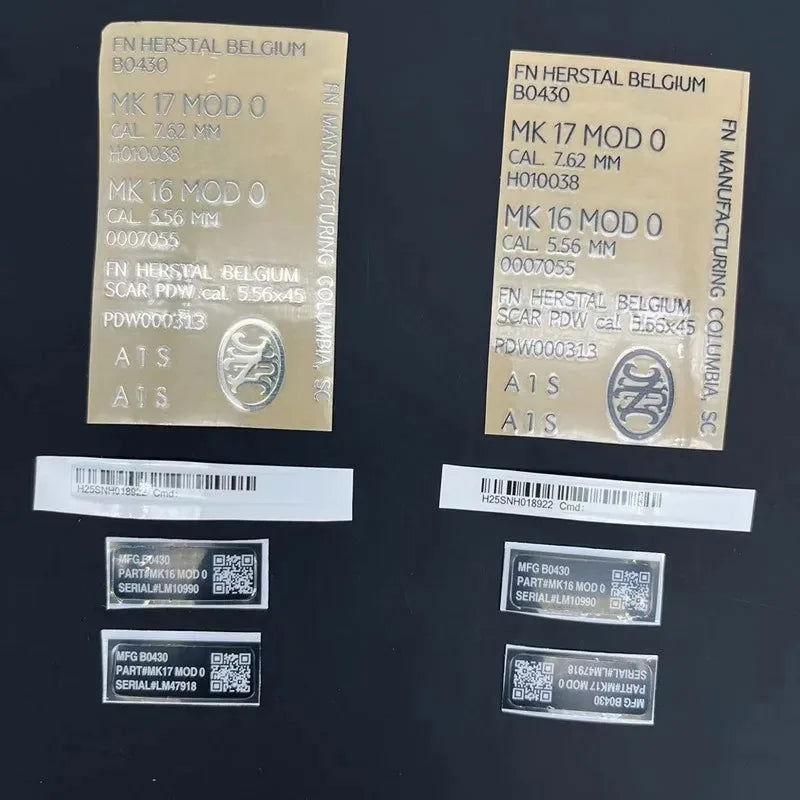 FN HERSTAL BELGIUM
B0430
MK 17 MOD 0
CAL. 7.62 MM
H010038
MK 16 MOD 0
CAL. 5.56 MM
0007055
FN HERSTAL BELGIUM
SCAR PDW cal. 5.56x45
PDW000313
A1S
A1S
FN MANUFACTURING COLUMBIA, SC
FN
H25SNH018922 Cmd:
MFG B0430
PART#MK16 MOD 0
SERIAL#LM10990
MFG B0430
PART#MK17 MOD 0
SERIAL#LM47918
FN HERSTAL BELGIUM
B0430
MK 17 MOD 0
CAL. 7.62 MM
H010038
MK 16 MOD 0
CAL. 5.56 MM
0007055
FN HERSTAL BELGIUM
SCAR PDW cal. 5.56x45
PDW000313
A1S
A1S
FN MANUFACTURING COLUMBIA, SC
FN
H25SNH018922 Cmd:
MFG B0430
PART#MK16 MOD 0
SERIAL#LM10990
MFG B0430
PART#MK17 MOD 0
SERIAL#LM47918